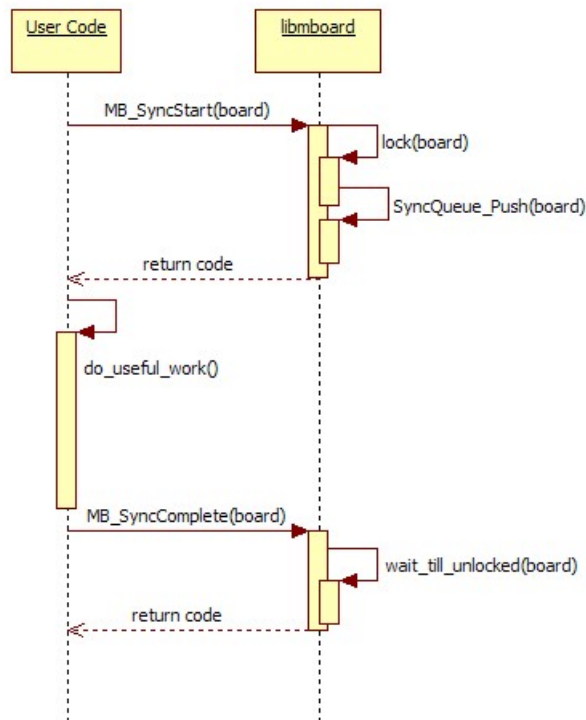 User Code
libmboard
MB_SyncStart(board)
lock(board)
SyncQueue_Push(board)
return code
do_useful_work()
MB_SyncComplete(board)
wait_till_unlocked(board)
return code